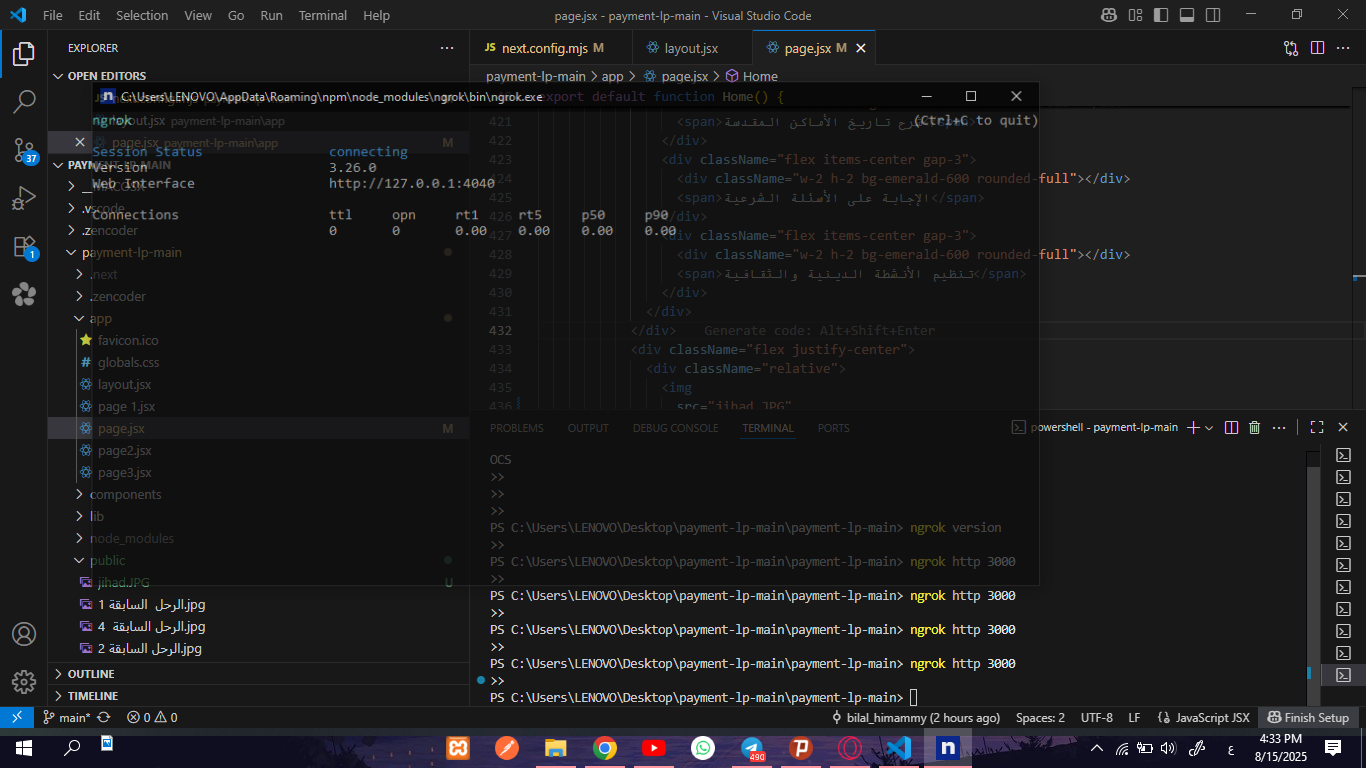 File Edit Selection View Go Run Terminal Help
page.jsx - payment-lp-main - Visual Studio Code
EXPLORER
OPEN EDITORS
layout.jsx payment-lp-main\app
page.jsx payment-lp-main\app M
PAYMENT-LP-MAIN
.vscode
.zencoder
payment-lp-main
.next
.zencoder
app
favicon.ico
globals.css
layout.jsx
page 1.jsx
page.jsx M
page2.jsx
page3.jsx
components
lib
node_modules
public
jihad.JPG U
الرحل السابقة 1.jpg
الرحل السابقة 4.jpg
الرحل السابقة 2.jpg
OUTLINE
TIMELINE
37
1
next.config.mjs M
layout.jsx
page.jsx M
payment-lp-main > app > page.jsx > Home
C:\Users\LENOVO\AppData\Roaming\npm\node_modules\ngrok\bin\ngrok.exe
ngrok (Ctrl+C to quit)
Session Status connecting
Version 3.26.0
Web Interface http://127.0.0.1:4040
Connections ttl opn rt1 rt5 p50 p90
0 0 0.00 0.00 0.00 0.00
export default function Home() {
421 <span>شرح تاريخ الأماكن المقدسة</span>
422 </div>
423 <div className="flex items-center gap-3">
424 <div className="w-2 h-2 bg-emerald-600 rounded-full"></div>
425 <span>الإجابة على الأسئلة الشرعية</span>
426 </div>
427 <div className="flex items-center gap-3">
428 <div className="w-2 h-2 bg-emerald-600 rounded-full"></div>
429 <span>تنظيم الأنشطة الدينية والثقافية</span>
430 </div>
431 </div>
432 </div> Generate code: Alt+Shift+Enter
433 <div className="flex justify-center">
434 <div className="relative">
435 <img
436 src="jihad.JPG"
PROBLEMS OUTPUT DEBUG CONSOLE TERMINAL PORTS
powershell - payment-lp-main
OCS
>>
>>
>>
PS C:\Users\LENOVO\Desktop\payment-lp-main\payment-lp-main> ngrok version
>>
PS C:\Users\LENOVO\Desktop\payment-lp-main\payment-lp-main> ngrok http 3000
>>
PS C:\Users\LENOVO\Desktop\payment-lp-main\payment-lp-main> ngrok http 3000
>>
PS C:\Users\LENOVO\Desktop\payment-lp-main\payment-lp-main> ngrok http 3000
>>
PS C:\Users\LENOVO\Desktop\payment-lp-main\payment-lp-main> ngrok http 3000
>>
PS C:\Users\LENOVO\Desktop\payment-lp-main\payment-lp-main>
main* 0 0
bilal_himammy (2 hours ago) Spaces: 2 UTF-8 LF JavaScript JSX Finish Setup
490
ع
4:33 PM
8/15/2025